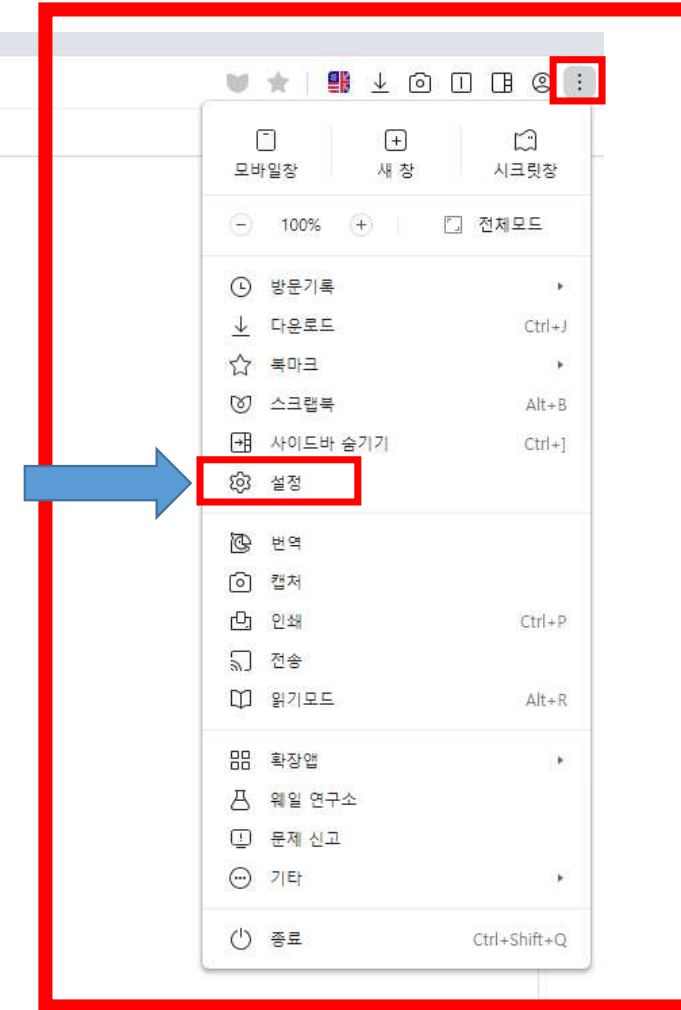 모바일창 새 창 시크릿창
100% 전체모드
방문기록
다운로드 Ctrl+J
북마크
스크랩북 Alt+B
사이드바 숨기기 Ctrl+]
설정
번역
캡처
인쇄 Ctrl+P
전송
읽기모드 Alt+R
확장앱
웨일 연구소
문제 신고
기타
종료 Ctrl+Shift+Q